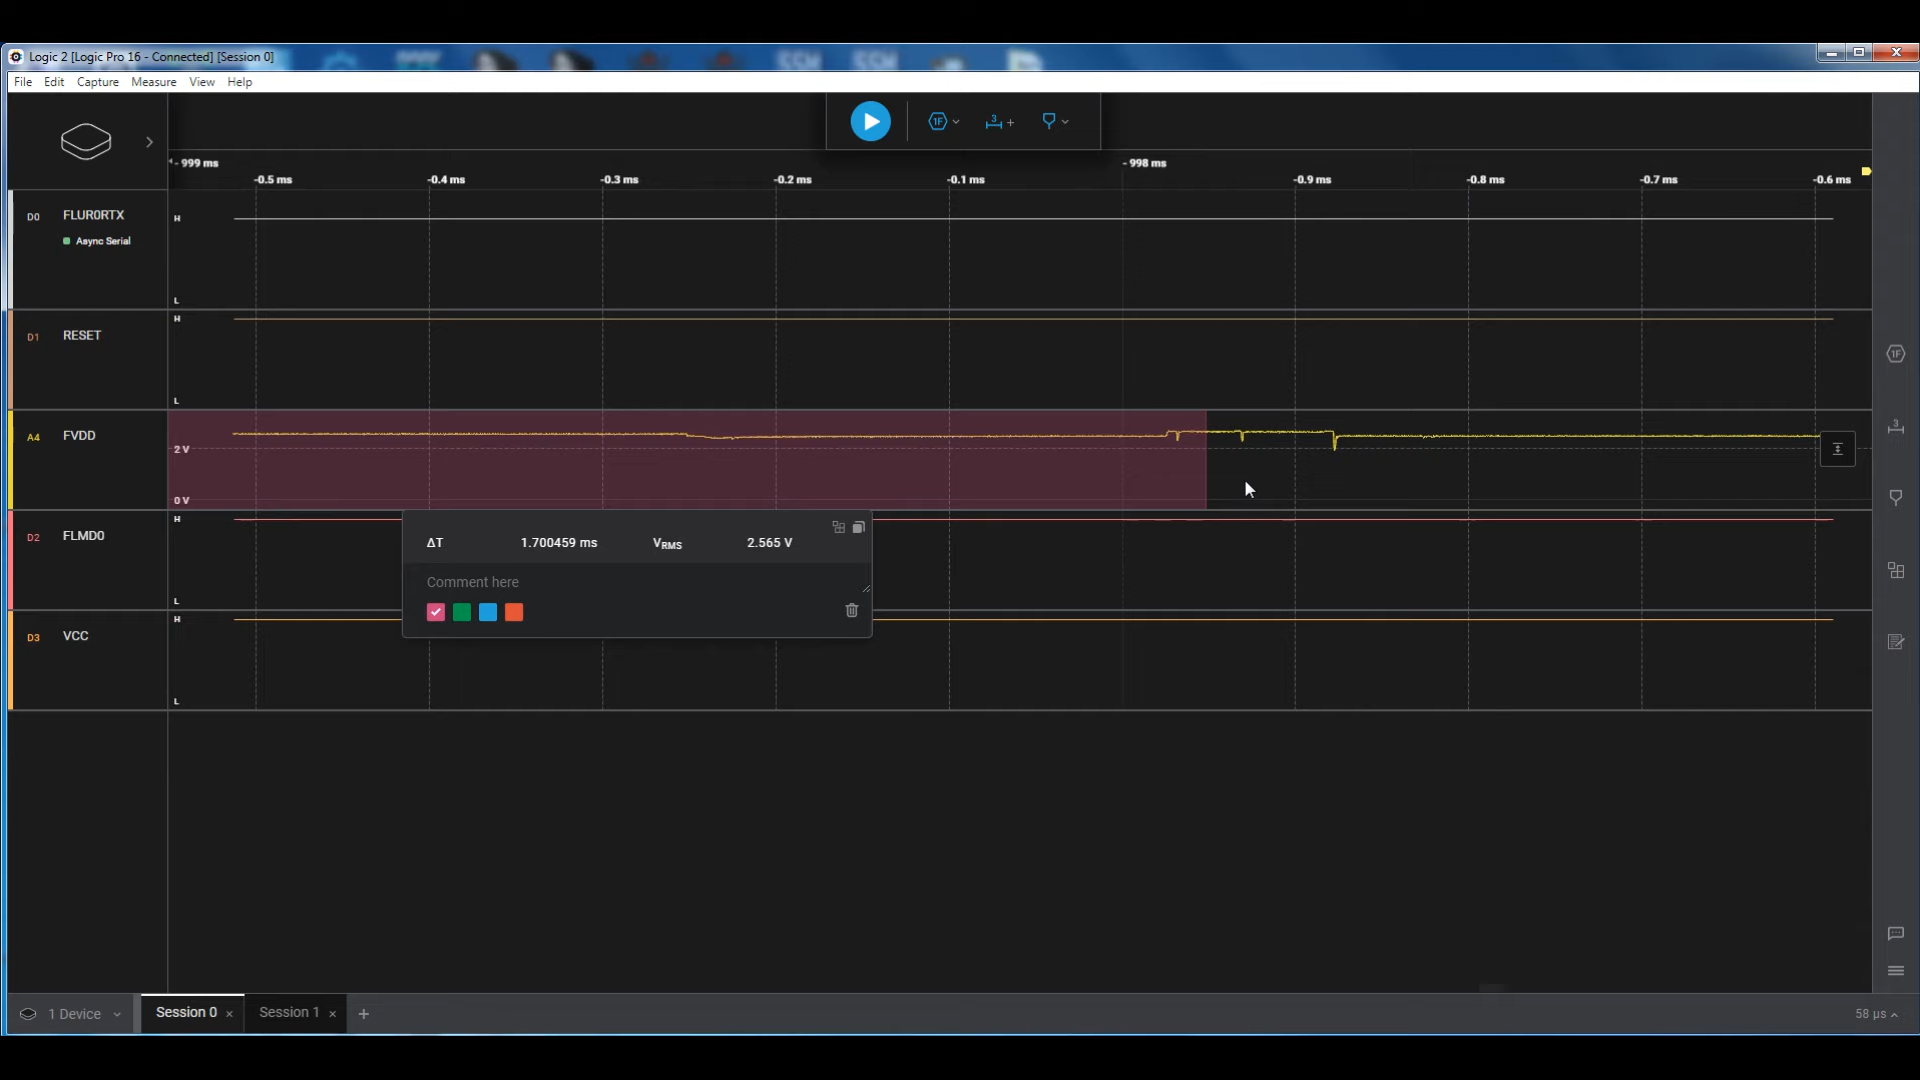 Logic 2 [Logic Pro 16 - Connected] [Session 0]
File Edit Capture Measure View Help
1F 3 +
- 999 ms - 998 ms
-0.5 ms -0.4 ms -0.3 ms -0.2 ms -0.1 ms -0.9 ms -0.8 ms -0.7 ms -0.6 ms
D0 FLUR0RTX H
Async Serial
L
H
D1 RESET
L
A4 FVDD
2 V
0 V
H
D2 FLMD0
ΔT 1.700459 ms VRMS 2.565 V
Comment here
L
H
D3 VCC
L
1F
3
1 Device Session 0 × Session 1 × + 58 μs